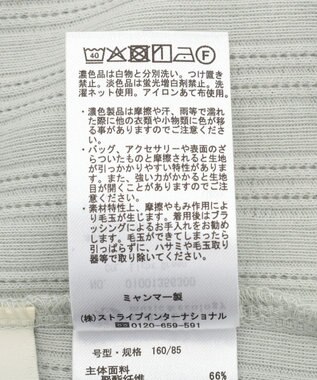 40 F
濃色品は白物と分別洗い。つけ置き
禁止。淡色品は蛍光増白剤禁止。洗
濯ネット使用。アイロンあて布使用。
・濃色製品は摩擦や汗、雨等で濡れ
た際に他の衣類や小物類に色が移
る事がありますのでご注意くださ
い。
・バッグ、アクセサリーや表面のざ
らついたものと摩擦されると生地
が引っかかりやすい特性がありま
す。また、強い力がかかると生地
目が開くことがありますのでご注
意ください。
・素材特性上、摩擦やもみ作用によ
り毛玉が生じます。着用後はブラ
ッシングによるお手入れをお勧め
します。毛玉ができてしまったら
引っぱらずに、ハサミや毛玉取り
器等で取り除いてください。
ミャンマー製
(株)ストライプインターナショナル
0120-659-591
号型・规格 160/85
主体面料
聚酯纤维 66%